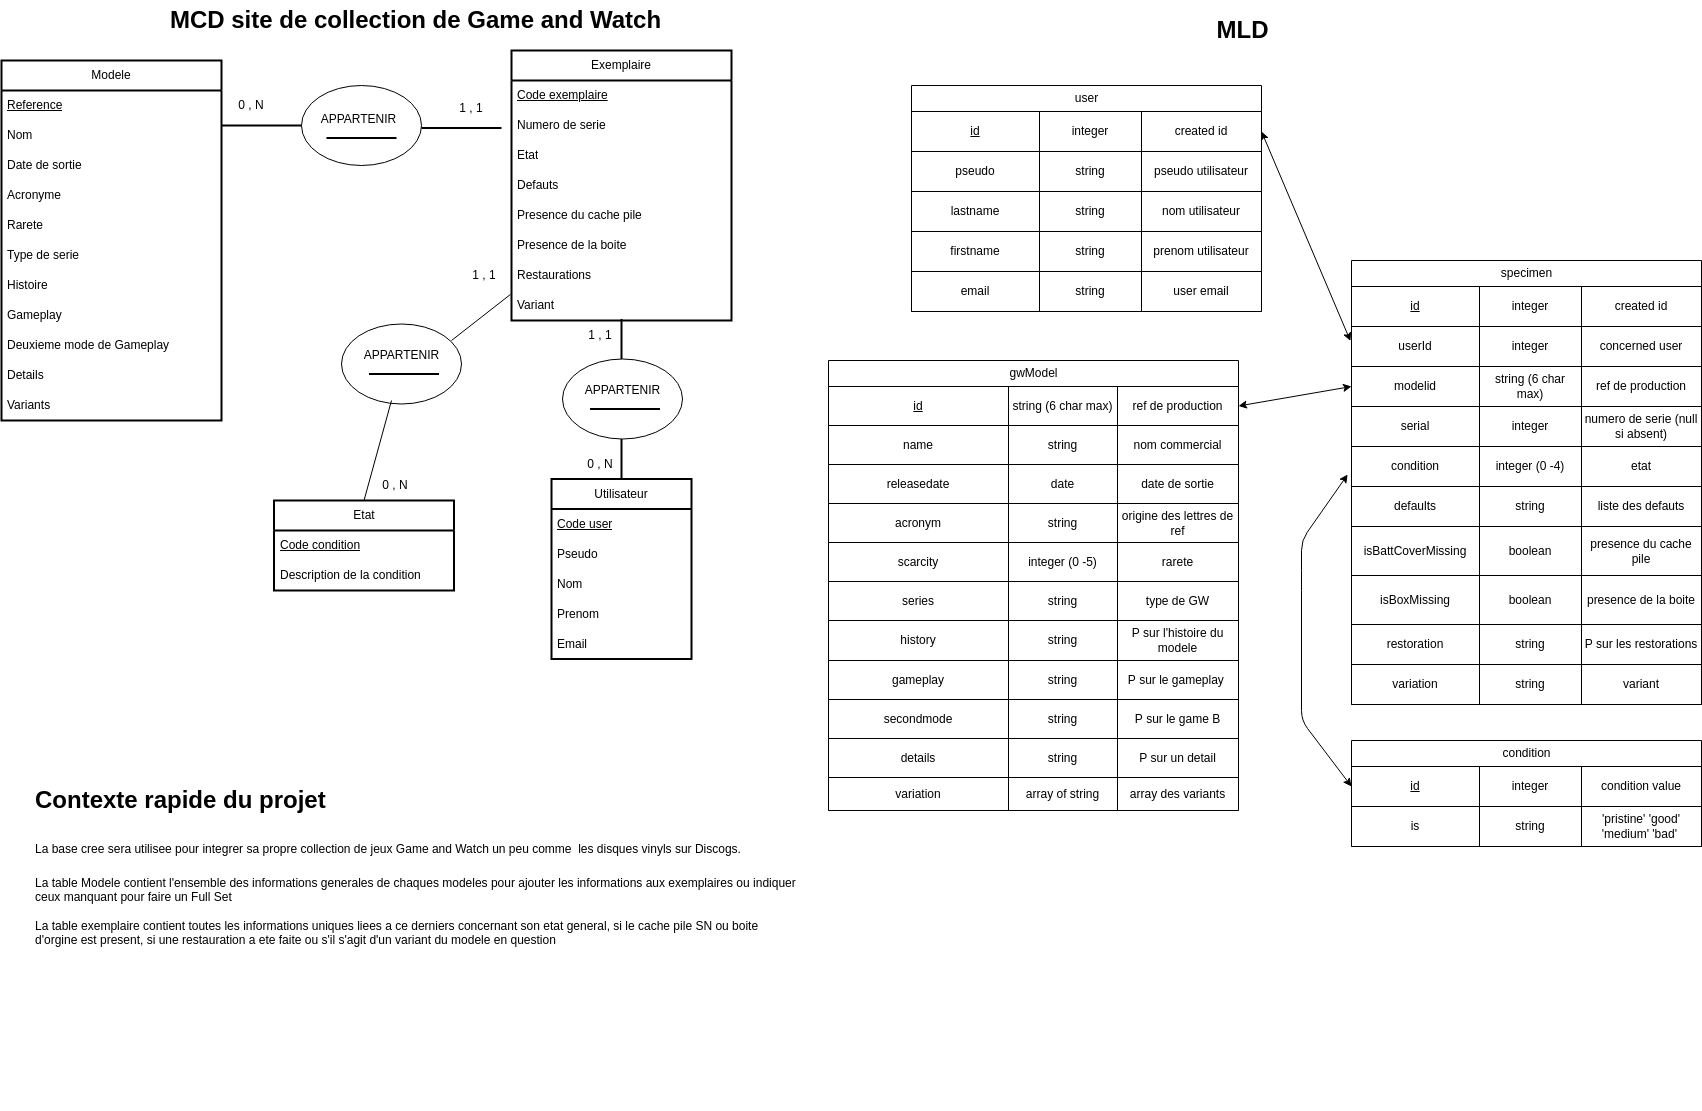 MCD site de collection de Game and Watch
Modele
Reference
Nom
Date de sortie
Acronyme
Rarete
Type de serie
Histoire
Gameplay
Deuxieme mode de Gameplay
Details
Variants
0 , N
APPARTENIR
1 , 1
Exemplaire
Code exemplaire
Numero de serie
Etat
Defauts
Presence du cache pile
Presence de la boite
Restaurations
Variant
1 , 1
APPARTENIR
0 , N
Etat
Code condition
Description de la condition
1 , 1
APPARTENIR
0 , N
Utilisateur
Code user
Pseudo
Nom
Prenom
Email
Contexte rapide du projet
La base cree sera utilisee pour integrer sa propre collection de jeux Game and Watch un peu comme  les disques vinyls sur Discogs.
La table Modele contient l'ensemble des informations generales de chaques modeles pour ajouter les informations aux exemplaires ou indiquer
ceux manquant pour faire un Full Set
La table exemplaire contient toutes les informations uniques liees a ce derniers concernant son etat general, si le cache pile SN ou boite
d'orgine est present, si une restauration a ete faite ou s'il s'agit d'un variant du modele en question
MLD
user
id integer created id
pseudo string pseudo utilisateur
lastname string nom utilisateur
firstname string prenom utilisateur
email string user email
gwModel
id string (6 char max) ref de production
name string nom commercial
releasedate date date de sortie
acronym string origine des lettres de
ref
scarcity integer (0 -5) rarete
series string type de GW
history string P sur l'histoire du
modele
gameplay string P sur le gameplay
secondmode string P sur le game B
details string P sur un detail
variation array of string array des variants
specimen
id integer created id
userId integer concerned user
modelid string (6 char
max) ref de production
serial integer numero de serie (null
si absent)
condition integer (0 -4) etat
defaults string liste des defauts
isBattCoverMissing boolean presence du cache
pile
isBoxMissing boolean presence de la boite
restoration string P sur les restorations
variation string variant
condition
id integer condition value
is string 'pristine' 'good'
'medium' 'bad'